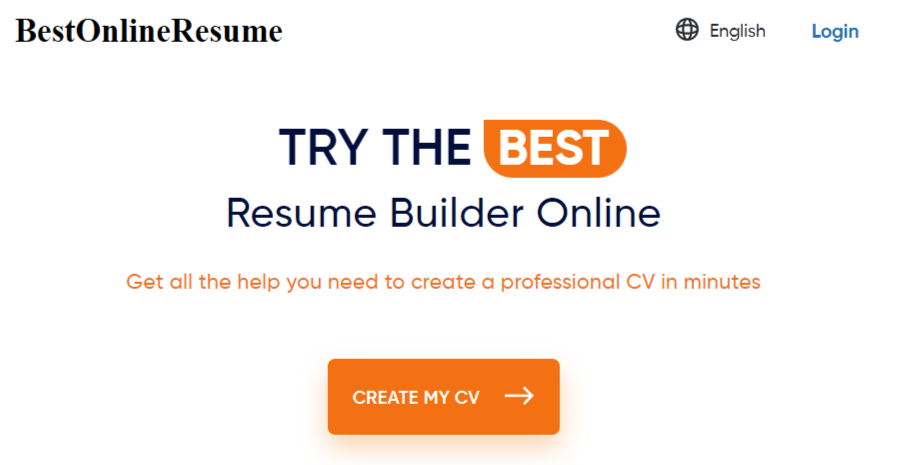 BestOnlineResume
English
Login
TRY THE BEST
Resume Builder Online
Get all the help you need to create a professional CV in minutes
CREATE MY CV